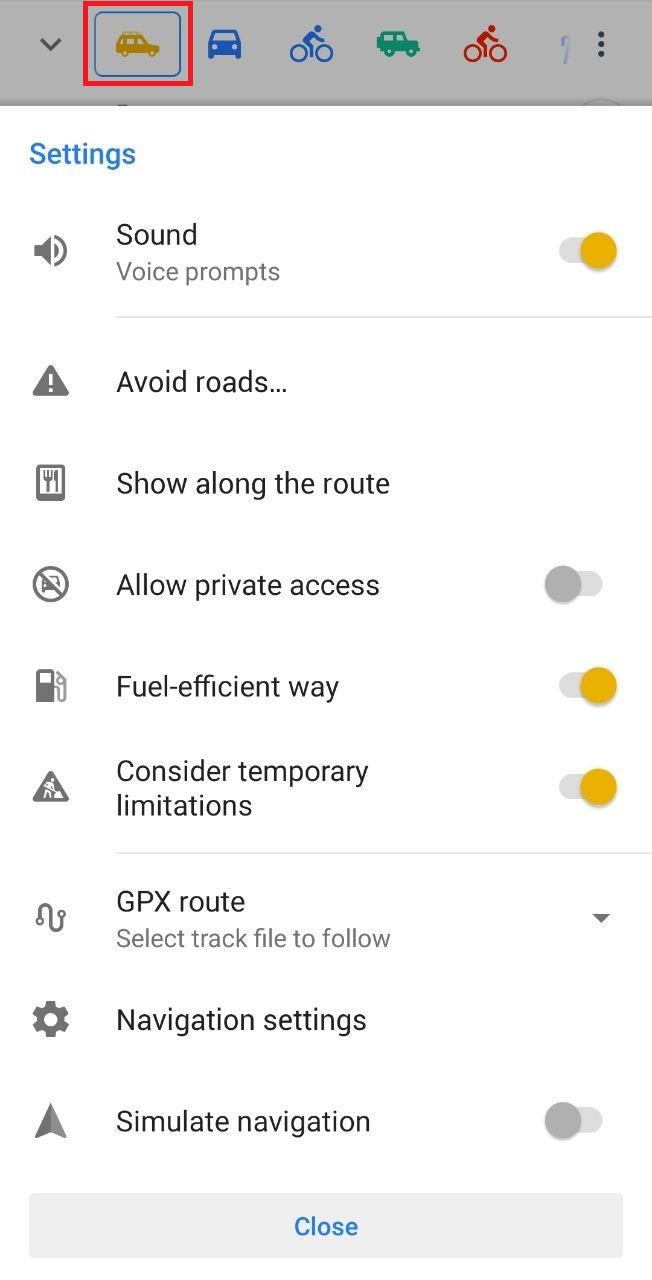 Settings
Sound
Voice prompts
Avoid roads...
Show along the route
Allow private access
Fuel-efficient way
Consider temporary
limitations
GPX route
Select track file to follow
Navigation settings
Simulate navigation
Close